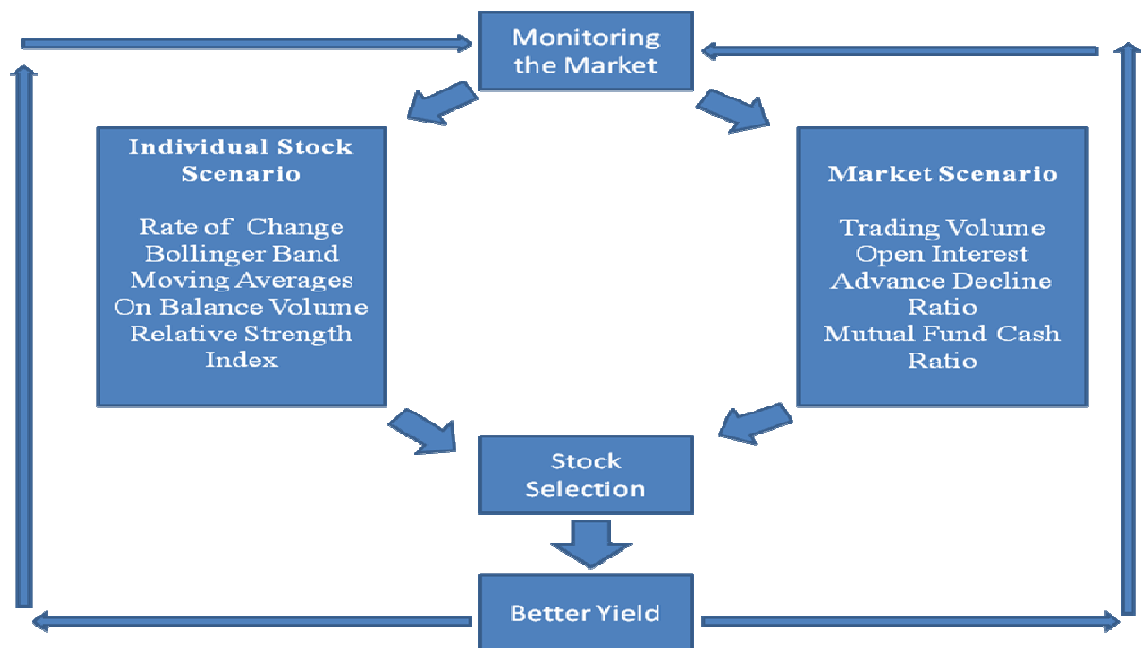 Monitoring
the Market
Individual Stock
Scenario
Rate of Change
Bollinger Band
Moving Averages
On Balance Volume
Relative Strength
Index
Market Scenario
Trading Volume
Open Interest
Advance Decline
Ratio
Mutual Fund Cash
Ratio
Stock
Selection
Better Yield